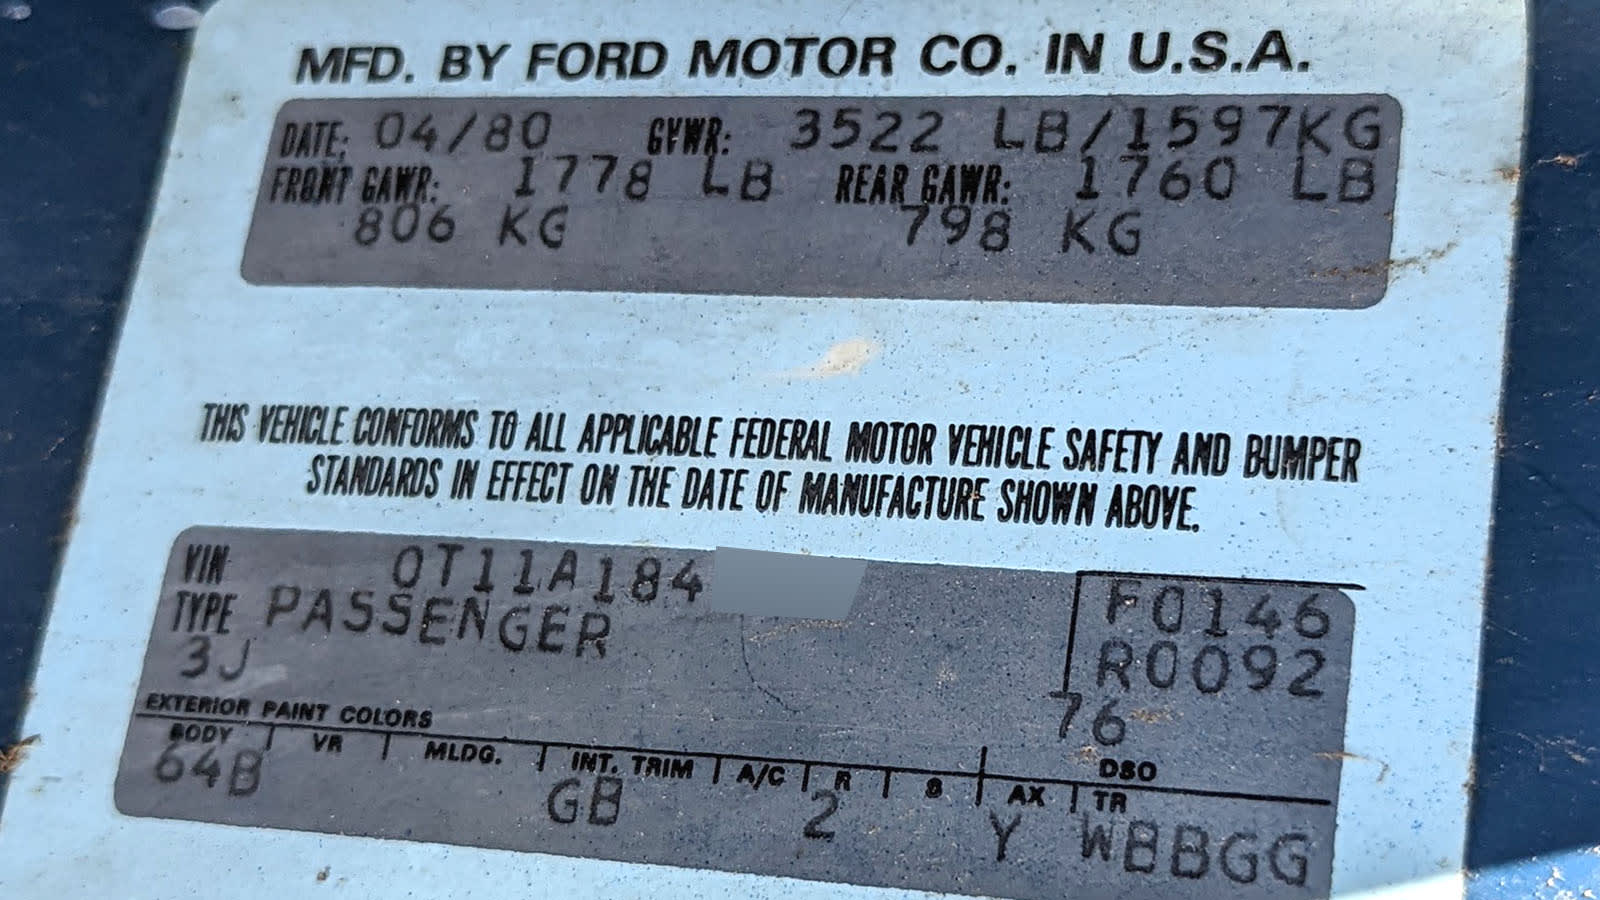 MFD. BY FORD MOTOR CO. IN U.S.A.
DATE: 04/80 GVWR: 3522 LB/1597KG
FRONT GAWR: 1778 LB REAR GAWR: 1760 LB
806 KG 798 KG
THIS VEHICLE CONFORMS TO ALL APPLICABLE FEDERAL MOTOR VEHICLE SAFETY AND BUMPER
STANDARDS IN EFFECT ON THE DATE OF MANUFACTURE SHOWN ABOVE.
VIN 0T11A184 F0146
TYPE PASSENGER R0092
3J 76
EXTERIOR PAINT COLORS DSO
BODY VR MLDG. INT. TRIM A/C R S AX TR
64B GB 2 Y WBBGG